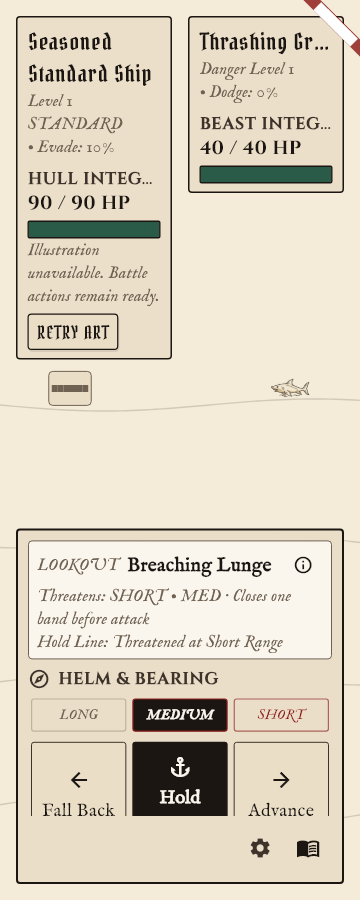 Seasoned
Standard Ship
Level 1
STANDARD
• Evade: 10%
HULL INTEG...
90 / 90 HP
Illustration
unavailable. Battle
actions remain ready.
RETRY ART
Thrashing Gr...
Danger Level 1
• Dodge: 0%
BEAST INTEG...
40 / 40 HP
LOOKOUT Breaching Lunge
Threatens: SHORT • MED · Closes one
band before attack
Hold Line: Threatened at Short Range
HELM & BEARING
LONG MEDIUM SHORT
Fall Back Hold Advance